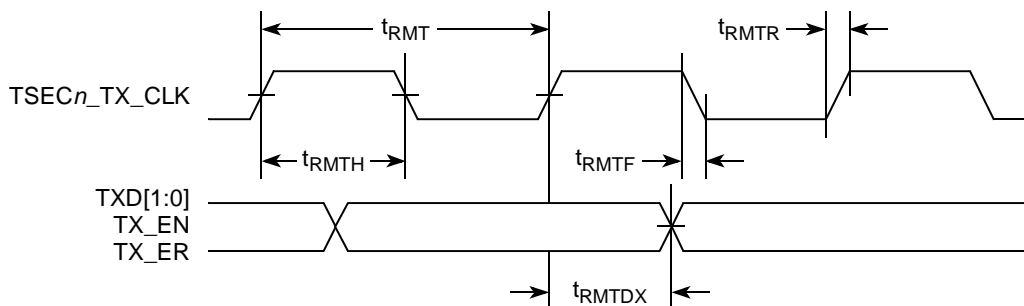 tRMT
tRMTR
TSECn_TX_CLK
tRMTH
tRMTF
TXD[1:0]
TX_EN
TX_ER
tRMTDX